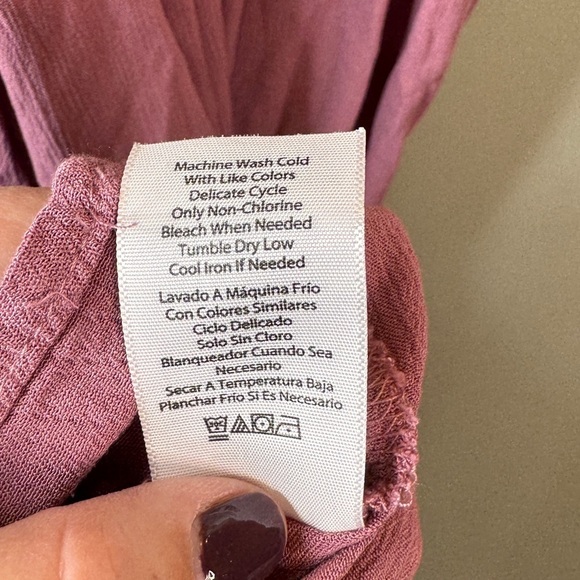 Machine Wash Cold
With Like Colors
Delicate Cycle
Only Non-Chlorine
Bleach When Needed
Tumble Dry Low
Cool Iron If Needed
Lavado A Máquina Frío
Con Colores Similares
Ciclo Delicado
Solo Sin Cloro
Blanqueador Cuando Sea
Necesario
Secar A Temperatura Baja
Planchar Frio Si Es Necesario